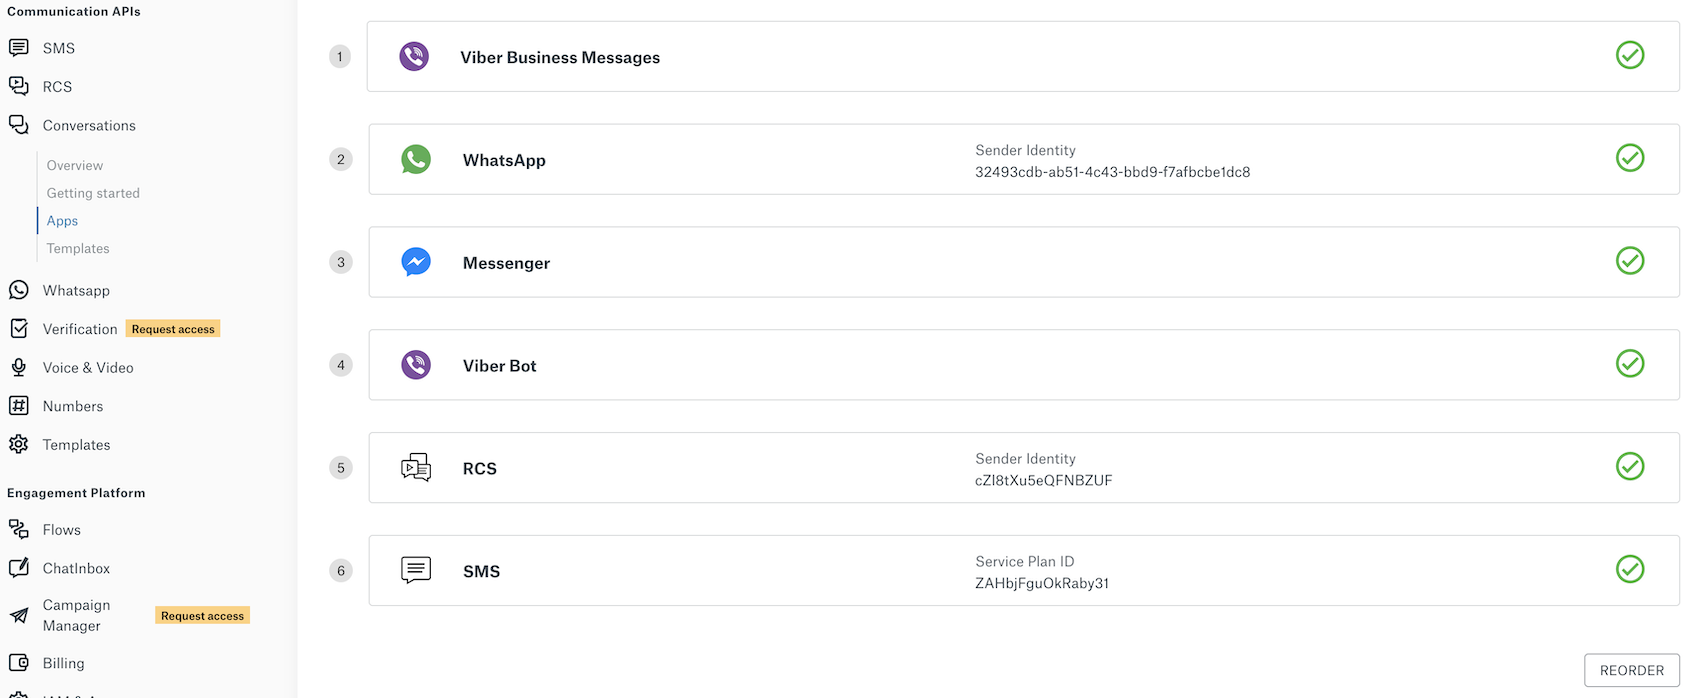 Communication APIs
SMS
RCS
Conversations
Overview
Getting started
Apps
Templates
Whatsapp
Verification Request access
Voice & Video
Numbers
Templates
Engagement Platform
Flows
ChatInbox
Campaign
Manager
Request access
Billing
1 Viber Business Messages
2 WhatsApp
Sender Identity
32493cdb-ab51-4c43-bbd9-f7afbcbe1dc8
3 Messenger
4 Viber Bot
5 RCS
Sender Identity
cZI8tXu5eQFNBZUF
6 SMS
Service Plan ID
ZAHbjFguOkRaby31
REORDER